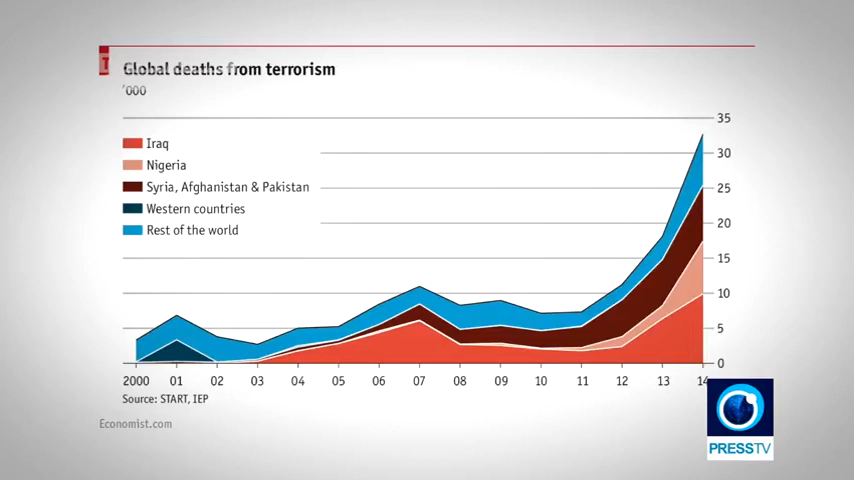 Global deaths from terrorism
'000
35
Iraq
30
Nigeria
Syria, Afghanistan & Pakistan
25
Western countries
20
Rest of the world
15
10
5
0
2000 01 02 03 04 05 06 07 08 09 10 11 12 13 14
Source: START, IEP
Economist.com
PRESSTV